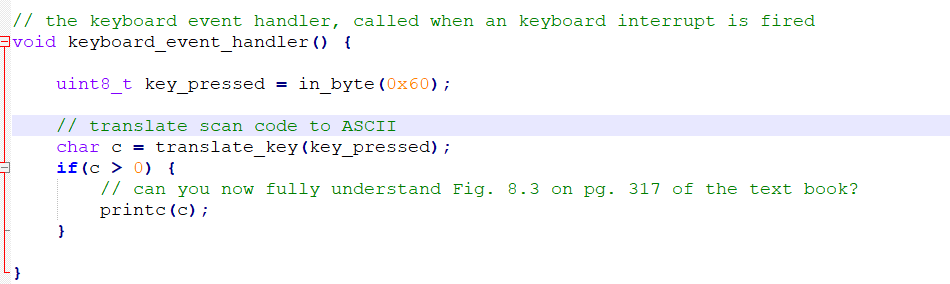 // the keyboard event handler, called when an keyboard interrupt is fired
void keyboard_event_handler() {
uint8_t key_pressed = in_byte(0x60);
// translate scan code to ASCII
char c = translate_key(key_pressed);
if(c > 0) {
// can you now fully understand Fig. 8.3 on pg. 317 of the text book?
printc(c);
}
}